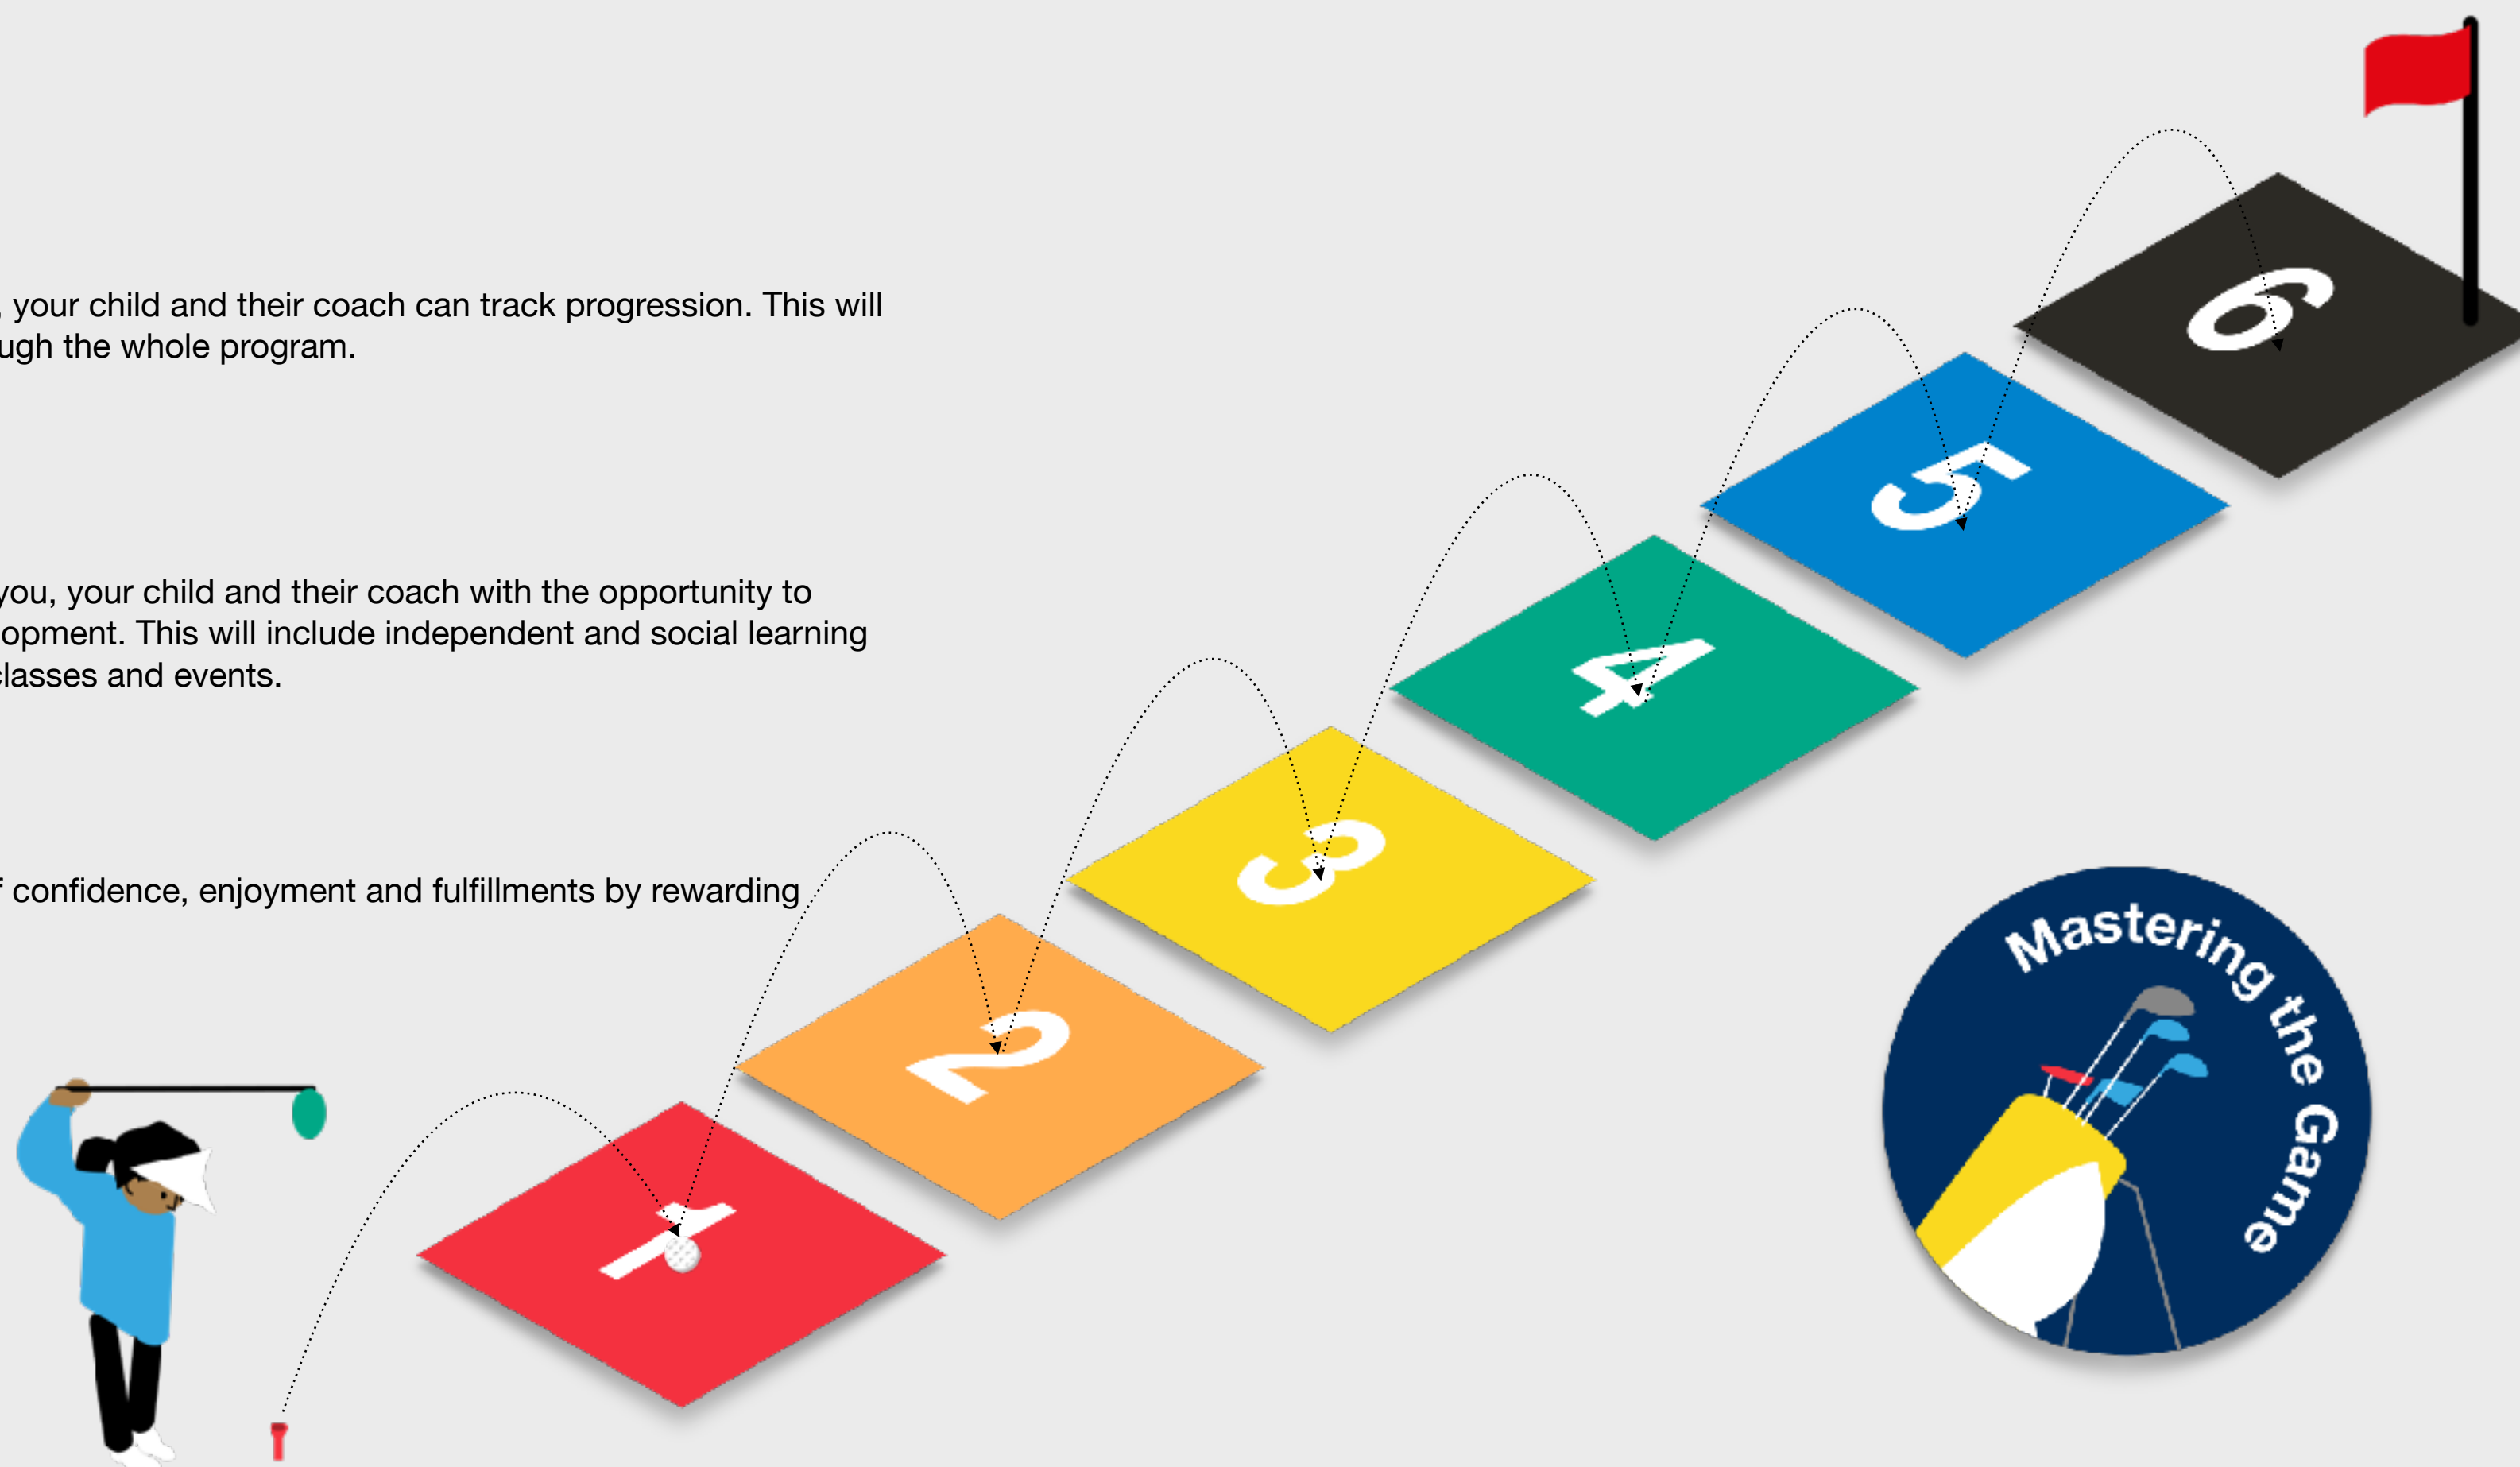 , your child and their coach can track progression. This will
ugh the whole program.
you, your child and their coach with the opportunity to
opment. This will include independent and social learning
classes and events.
f confidence, enjoyment and fulfillments by rewarding
6
5
4
3
2
1
Mastering the Game